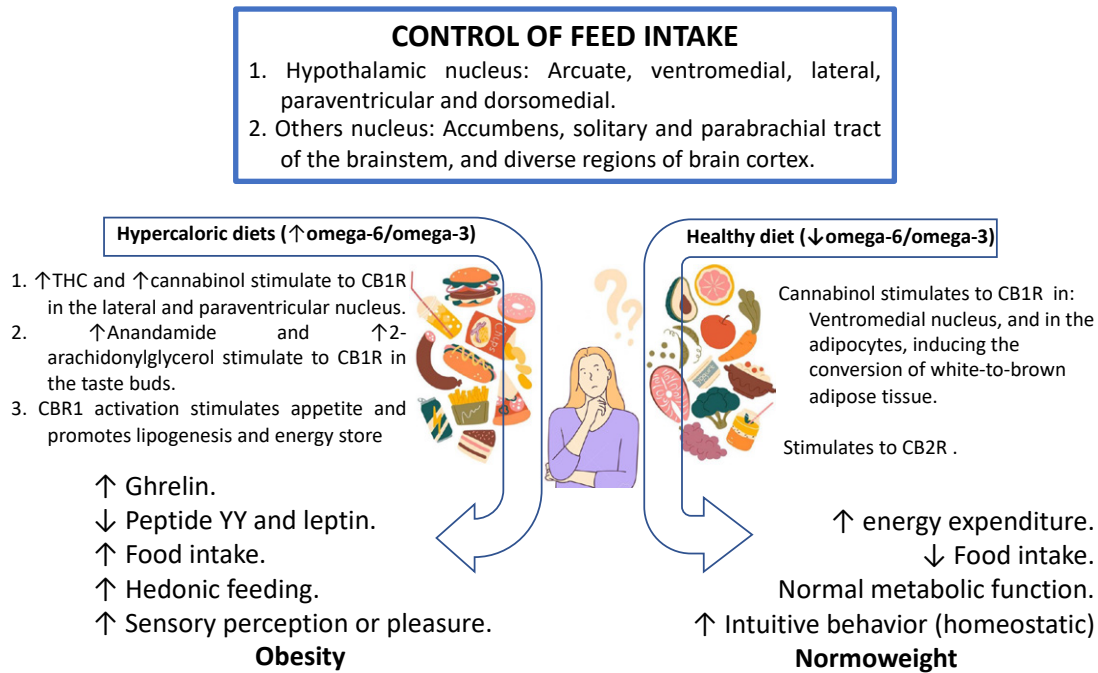 CONTROL OF FEED INTAKE
1. Hypothalamic nucleus: Arcuate, ventromedial, lateral,
paraventricular and dorsomedial.
2. Others nucleus: Accumbens, solitary and parabrachial tract
of the brainstem, and diverse regions of brain cortex.
Hypercaloric diets (↑omega-6/omega-3)
1. ↑THC and ↑cannabinol stimulate to CB1R
in the lateral and paraventricular nucleus.
2. ↑Anandamide and ↑2-
arachidonylglycerol stimulate to CB1R in
the taste buds.
3. CBR1 activation stimulates appetite and
promotes lipogenesis and energy store
↑ Ghrelin.
↓ Peptide YY and leptin.
↑ Food intake.
↑ Hedonic feeding.
↑ Sensory perception or pleasure.
Obesity
Healthy diet (↓omega-6/omega-3)
Cannabinol stimulates to CB1R in:
Ventromedial nucleus, and in the
adipocytes, inducing the
conversion of white-to-brown
adipose tissue.
Stimulates to CB2R .
↑ energy expenditure.
↓ Food intake.
Normal metabolic function.
↑ Intuitive behavior (homeostatic)
Normoweight